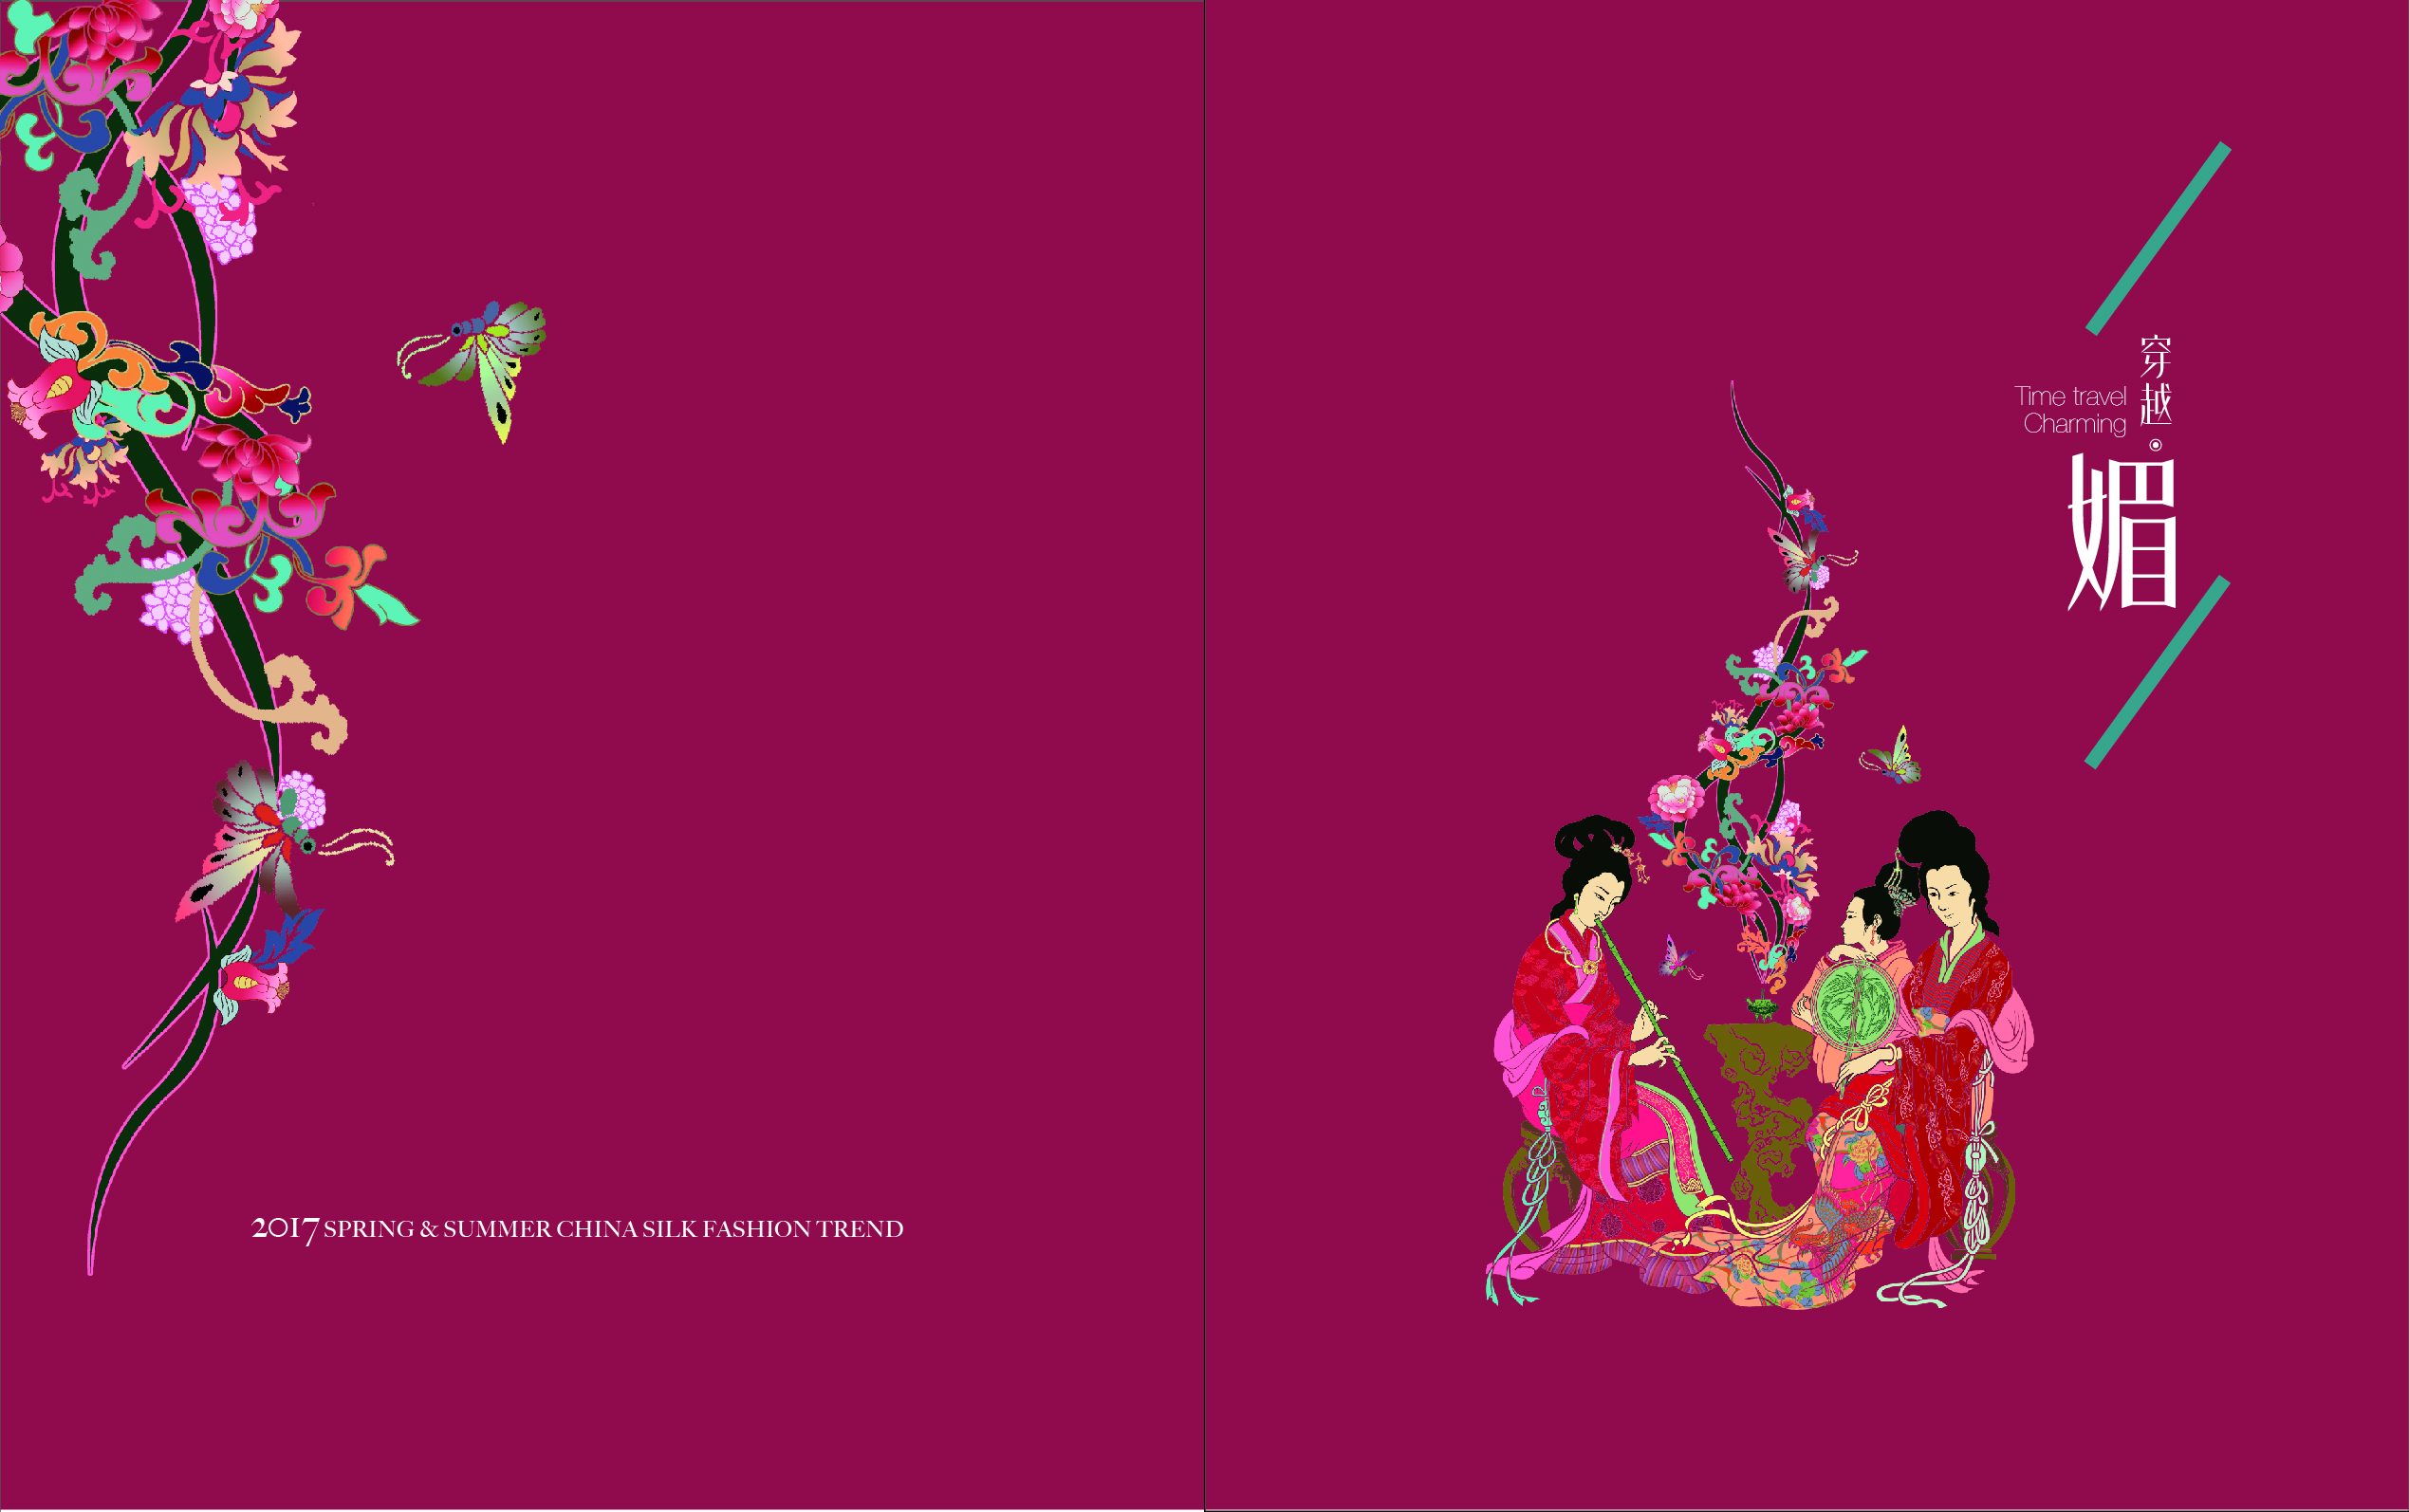 2017 SPRING & SUMMER CHINA SILK FASHION TREND
穿越·
媚
Time travel
Charming